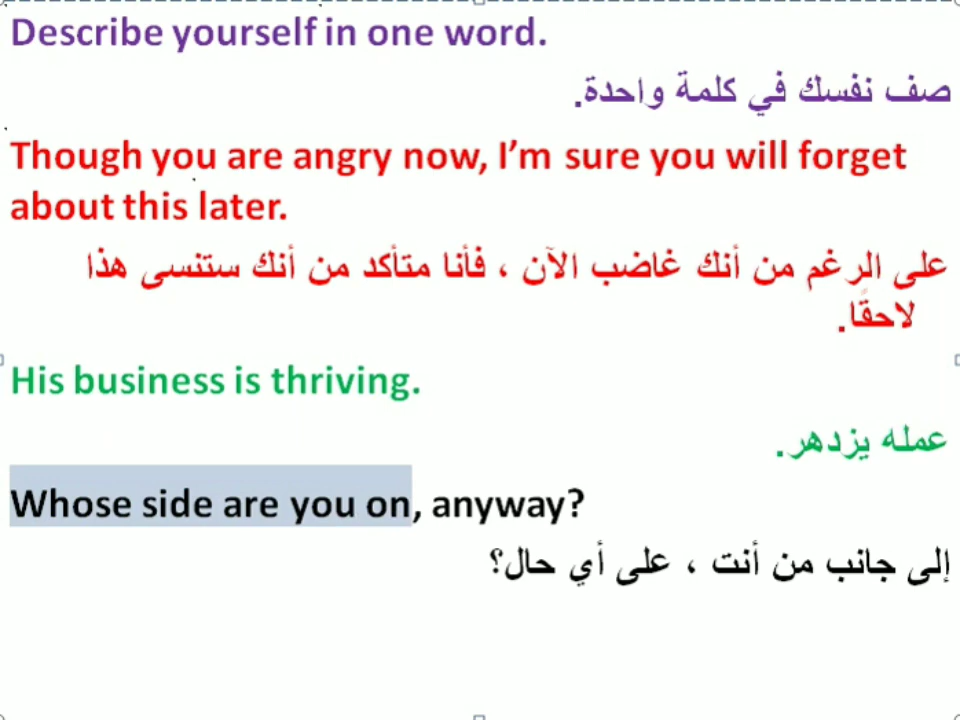 Describe yourself in one word.
صف نفسك في كلمة واحدة.
Though you are angry now, I'm sure you will forget
about this later.
على الرغم من أنك غاضب الآن ، فأنا متأكد من أنك ستنسى هذا
لاحقًا.
His business is thriving.
عمله يزدهر.
Whose side are you on, anyway?
إلى جانب من أنت ، على أي حال؟